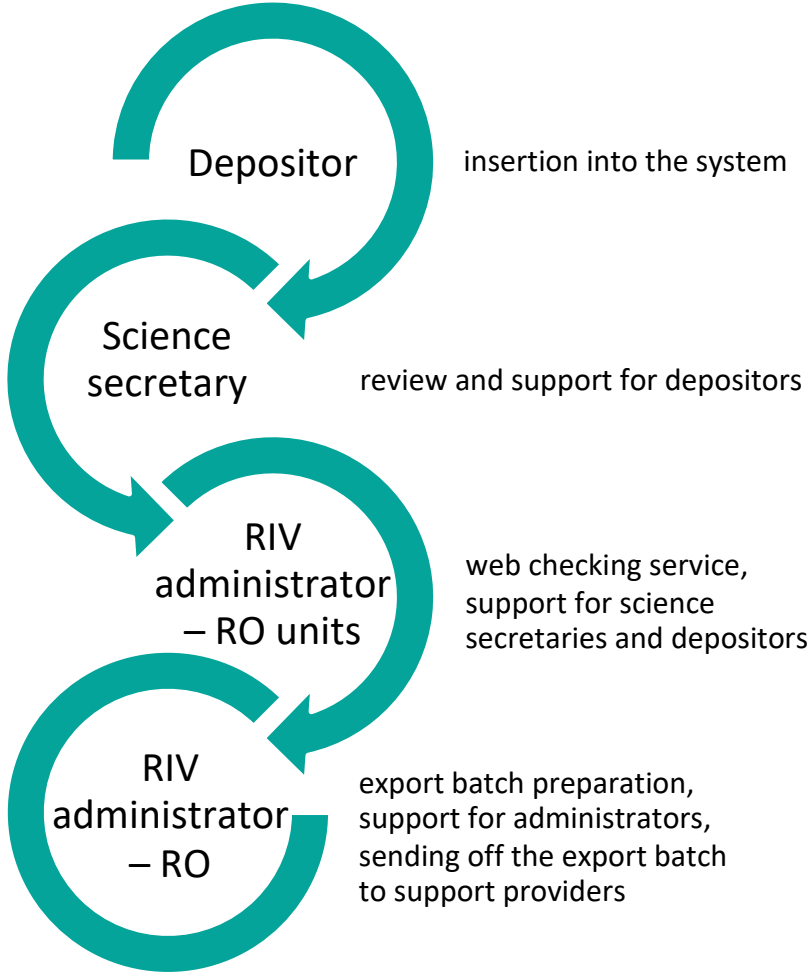 Depositor
insertion into the system
Science
secretary
review and support for depositors
RIV
administrator
– RO units
web checking service,
support for science
secretaries and depositors
RIV
administrator
– RO
export batch preparation,
support for administrators,
sending off the export batch
to support providers